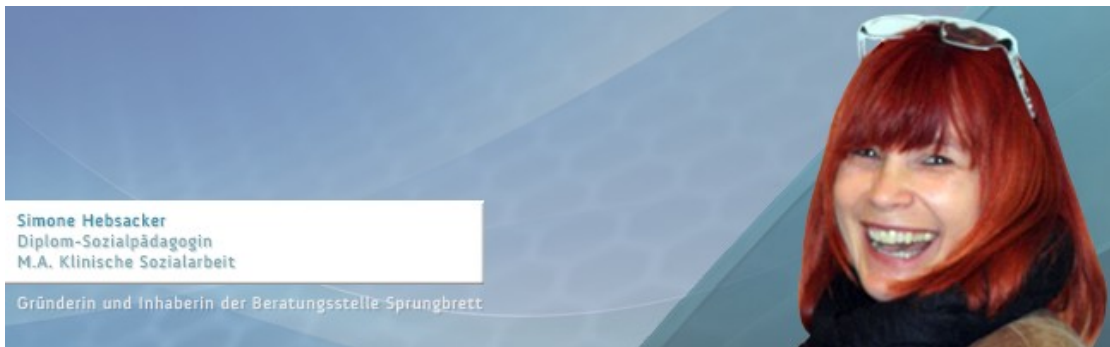 Simone Hebsacker
Diplom-Sozialpädagogin
M.A. Klinische Sozialarbeit
Gründerin und Inhaberin der Beratungsstelle Sprungbrett